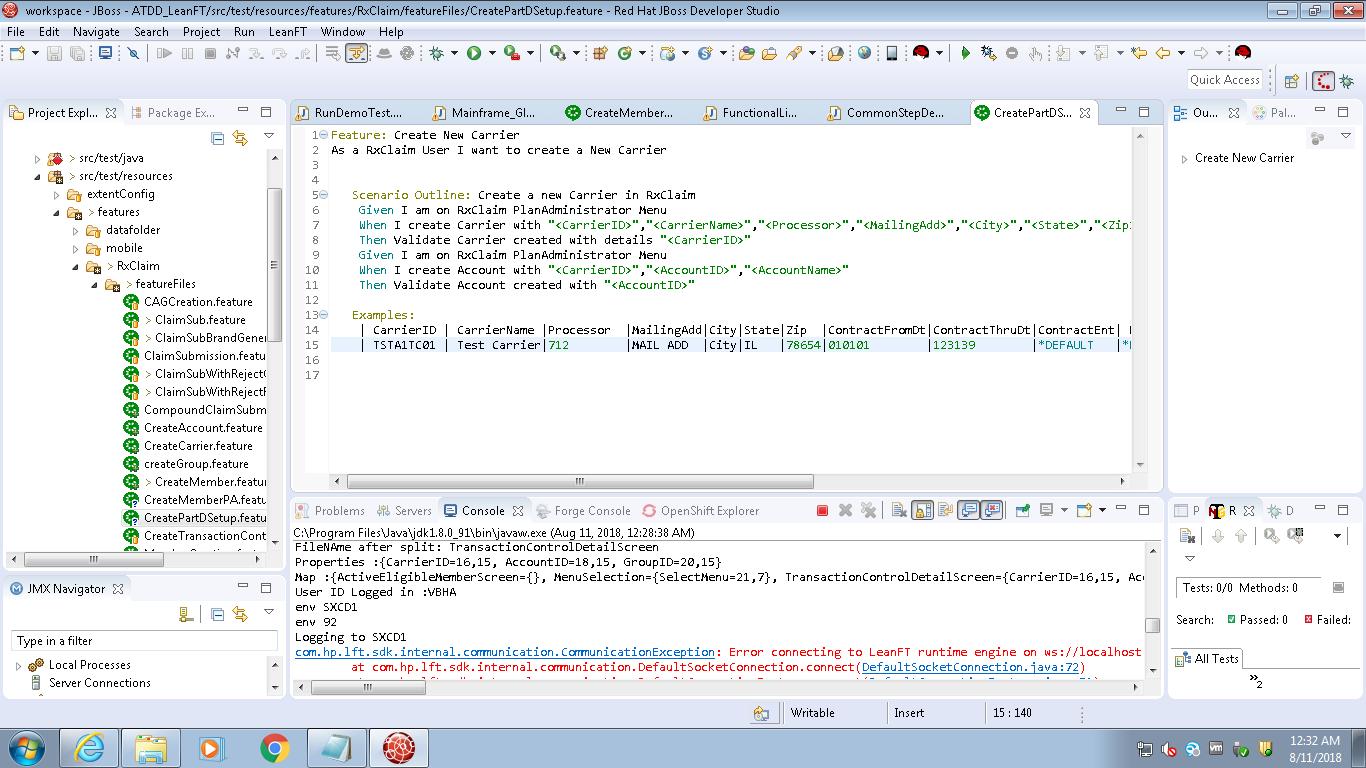 workspace - JBoss - ATDD_LeanFT/src/test/resources/features/RxClaim/featureFiles/CreatePartDSetup.feature - Red Hat JBoss Developer Studio
File Edit Navigate Search Project Run LeanFT Window Help
Quick Access
Project Expl... Package Ex...
> src/test/java
> src/test/resources
extentConfig
> features
datafolder
mobile
> RxClaim
> featureFiles
CAGCreation.feature
> ClaimSub.feature
> ClaimSubBrandGener
ClaimSubmission.featu
> ClaimSubWithReject(
> ClaimSubWithRejectF
CompoundClaimSubm
CreateAccount.feature
CreateCarrier.feature
createGroup.feature
> CreateMember.featur
CreateMemberPA.featu
CreatePartDSetup.featu
CreateTransactionCont
JMX Navigator
Type in a filter
Local Processes
Server Connections
RunDemoTest.... Mainframe_Gl... CreateMember... FunctionalLi... CommonStepDe... CreatePartDS...
1 Feature: Create New Carrier
2 As a RxClaim User I want to create a New Carrier
3
4
5 Scenario Outline: Create a new Carrier in RxClaim
6 Given I am on RxClaim PlanAdministrator Menu
7 When I create Carrier with "<CarrierID>","<CarrierName>","<Processor>","<MailingAdd>","<City>","<State>","<Zip
8 Then Validate Carrier created with details "<CarrierID>"
9 Given I am on RxClaim PlanAdministrator Menu
10 When I create Account with "<CarrierID>","<AccountID>","<AccountName>"
11 Then Validate Account created with "<AccountID>"
12
13 Examples:
14 | CarrierID | CarrierName |Processor |MailingAdd|City|State|Zip |ContractFromDt|ContractThruDt|ContractEnt |
15 | TSTA1TC01 | Test Carrier|712 |MAIL ADD |City|IL |78654|010101 |123139 |*DEFAULT |*
16
17
Problems Servers Console Forge Console OpenShift Explorer
C:\Program Files\Java\jdk1.8.0_91\bin\javaw.exe (Aug 11, 2018, 12:28:38 AM)
FileNAme after split: TransactionControlDetailScreen
Properties :{CarrierID=16,15, AccountID=18,15, GroupID=20,15}
Map :{ActiveEligibleMemberScreen={}, MenuSelection={SelectMenu=21,7}, TransactionControlDetailScreen={CarrierID=16,15, Acc
User ID Logged in :VBHA
env SXCD1
env 92
Logging to SXCD1
com.hp.lft.sdk.internal.communication.CommunicationException: Error connecting to LeanFT runtime engine on ws://localhost
at com.hp.lft.sdk.internal.communication.DefaultSocketConnection.connect(DefaultSocketConnection.java:72)
Ou... Pal...
Create New Carrier
P R D
Tests: 0/0 Methods: 0
Search: Passed: 0 Failed:
All Tests
»2
Writable Insert 15 : 140
12:32 AM
8/11/2018